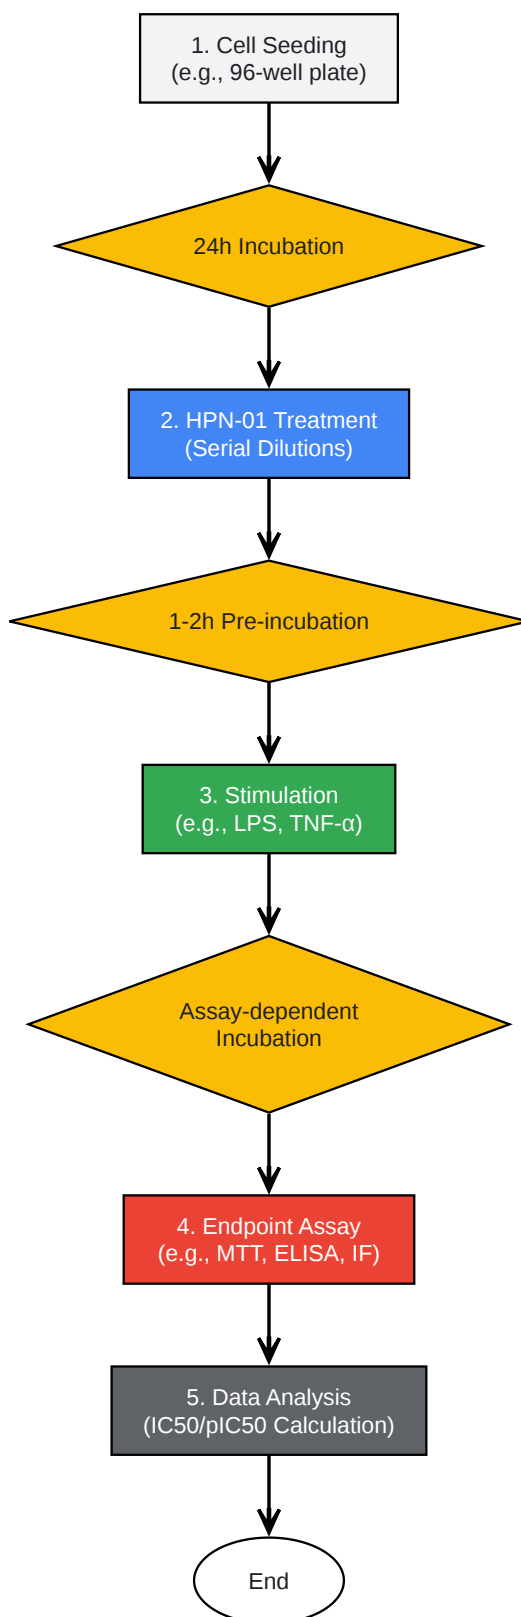 1. Cell Seeding
(e.g., 96-well plate)
24h Incubation
2. HPN-01 Treatment
(Serial Dilutions)
1-2h Pre-incubation
3. Stimulation
(e.g., LPS, TNF-α)
Assay-dependent
Incubation
4. Endpoint Assay
(e.g., MTT, ELISA, IF)
5. Data Analysis
(IC50/pIC50 Calculation)
End